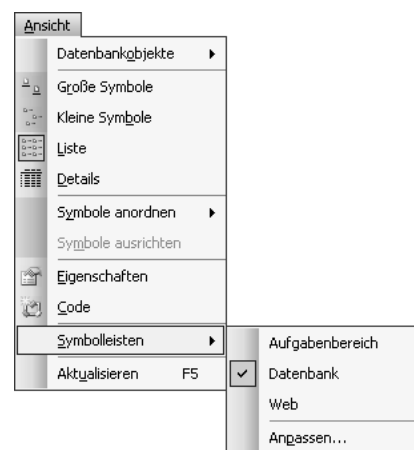 Ansicht
Datenbankobjekte
Große Symbole
Kleine Symbole
Liste
Details
Symbole anordnen
Symbole ausrichten
Eigenschaften
Code
Symbolleisten
Aufgabenbereich
Aktualisieren F5
Datenbank
Web
Anpassen...